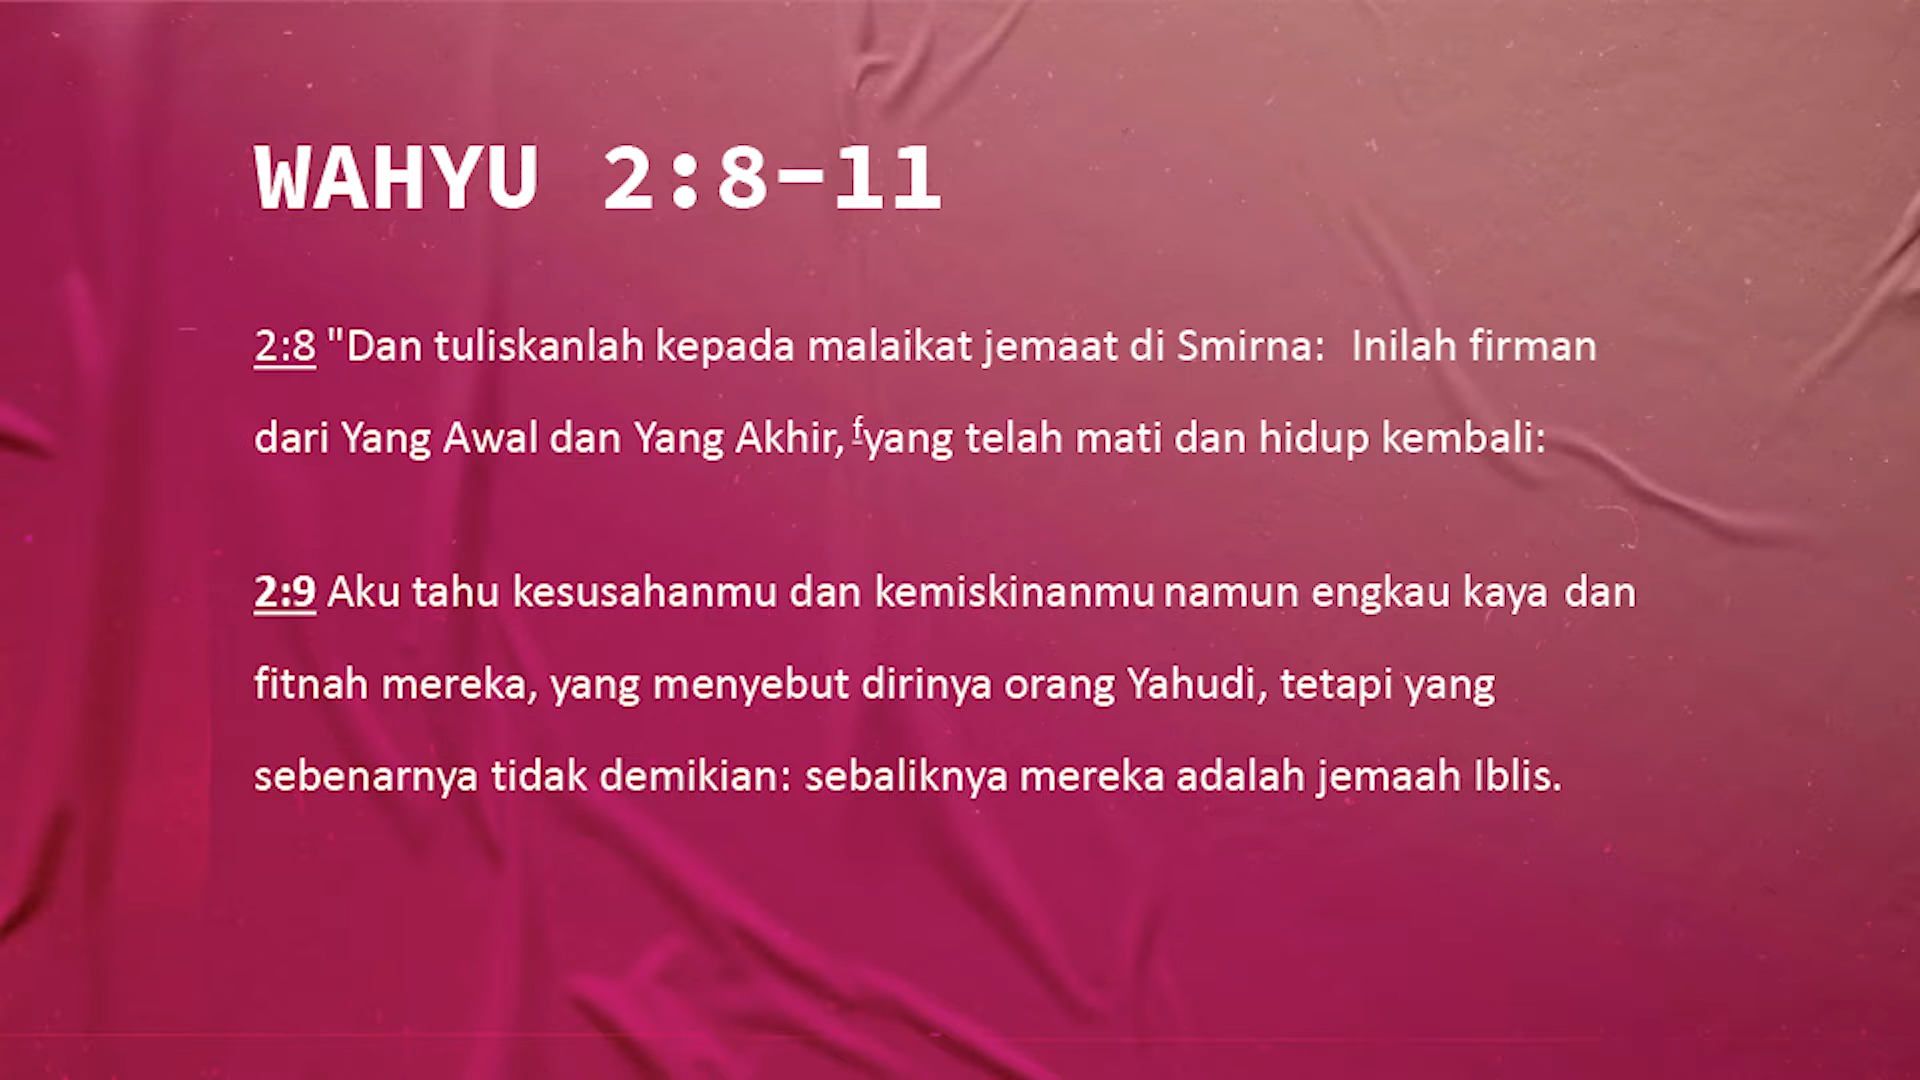 WAHYU 2:8-11
2:8 "Dan tuliskanlah kepada malaikat jemaat di Smirna: Inilah firman
dari Yang Awal dan Yang Akhir, fyang telah mati dan hidup kembali:
2:9 Aku tahu kesusahanmu dan kemiskinanmu namun engkau kaya dan
fitnah mereka, yang menyebut dirinya orang Yahudi, tetapi yang
sebenarnya tidak demikian: sebaliknya mereka adalah jemaah Iblis.